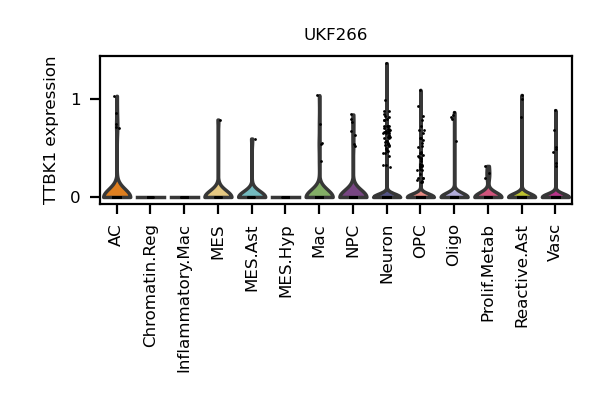 UKF266
TTBK1 expression
1
0
AC
Chromatin.Reg
Inflammatory.Mac
MES
MES.Ast
MES.Hyp
Mac
NPC
Neuron
OPC
Oligo
Prolif.Metab
Reactive.Ast
Vasc